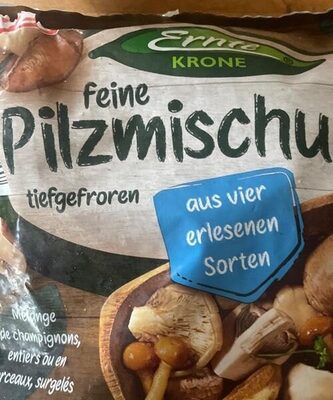 Ernte
KRONE
feine
Pilzmischu
tiefgefroren
aus vier
erlesenen
Sorten
Mélange
de champignons,
entiers ou en
rceaux, surgelés